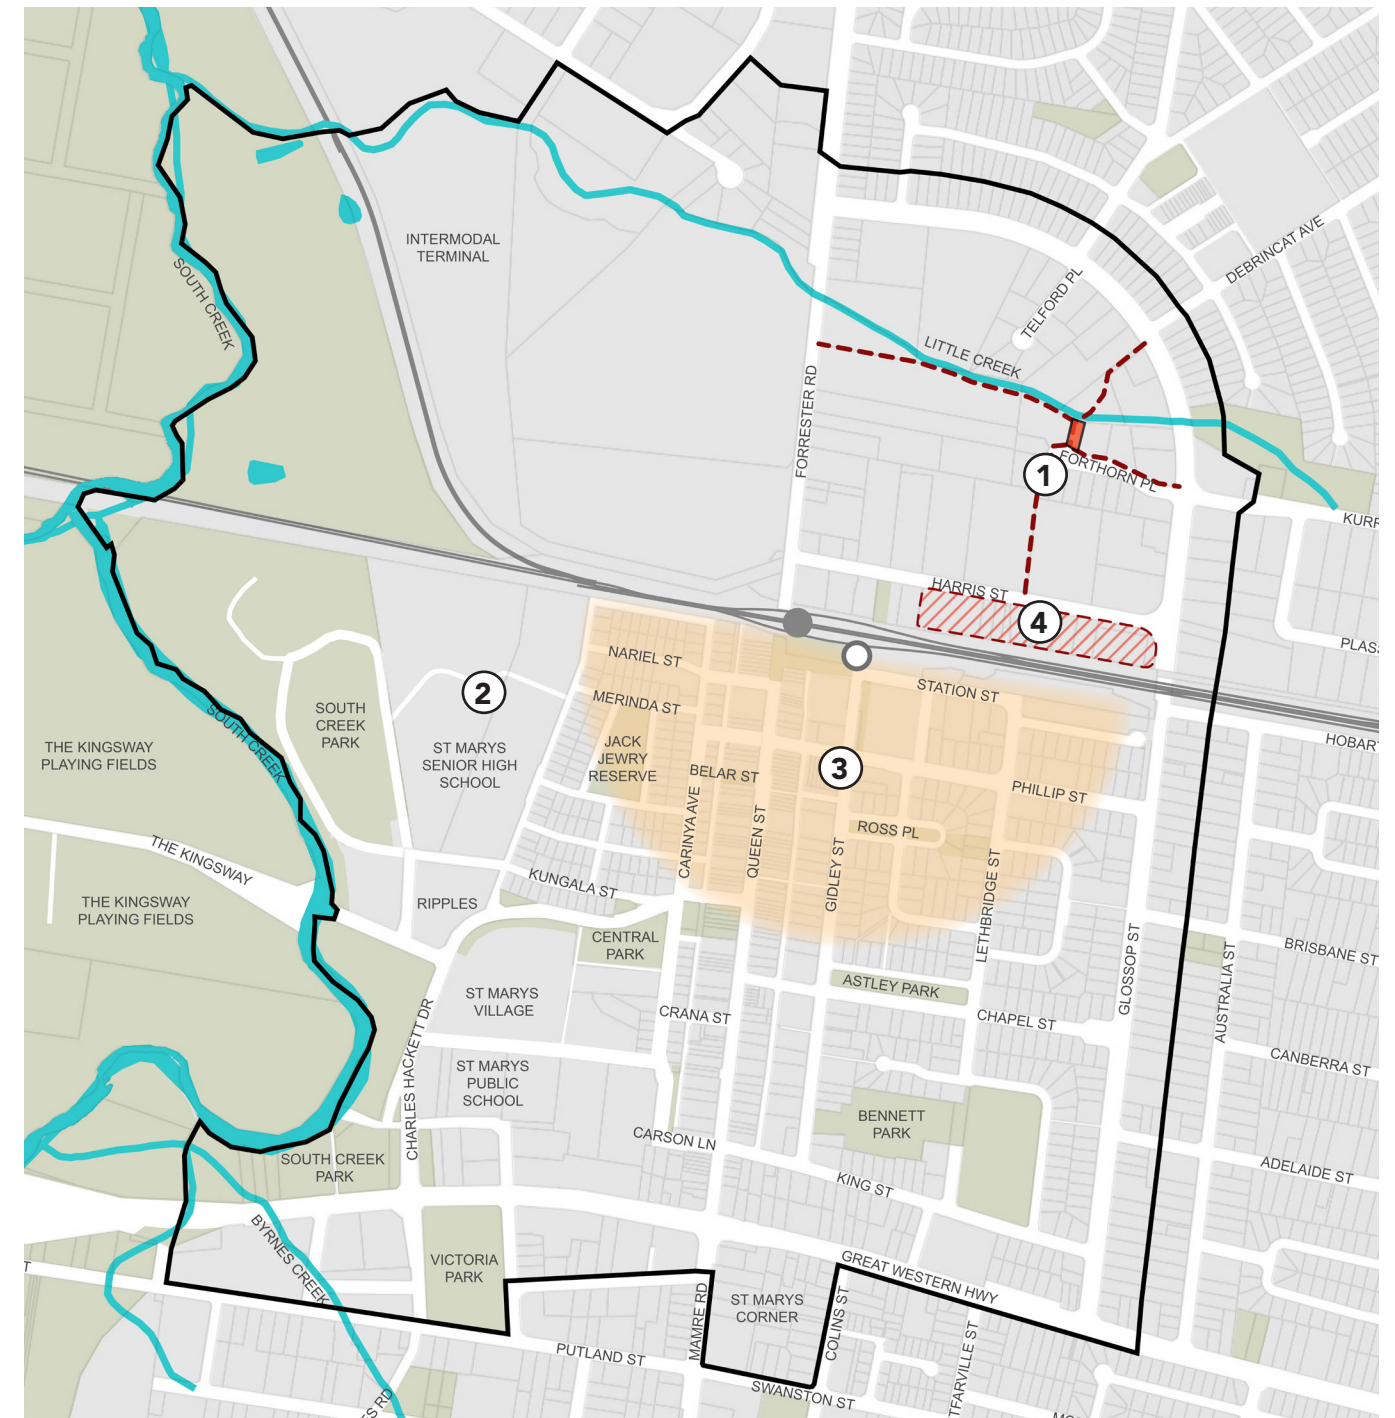 INTERMODAL
TERMINAL
DEBRINCAT AVE
SOUTH CREEK
TELFORD PL
LITTLE CREEK
FORRESTER RD
FORTHORN PL
1
KURR
HARRIS ST
4
PLAS
NARIEL ST
STATION ST
2
MERINDA ST
SOUTH
CREEK
PARK
SOUTH CREEK
THE KINGSWAY
PLAYING FIELDS
ST MARYS
SENIOR HIGH
SCHOOL
JACK
JEWRY
RESERVE
BELAR ST
3
HOBART
PHILLIP ST
CARINYA AVE
QUEEN ST
ROSS PL
GIDLEY ST
LETHBRIDGE ST
THE KINGSWAY
KUNGALA ST
RIPPLES
THE KINGSWAY
PLAYING FIELDS
CENTRAL
PARK
GLOSSOP ST
AUSTRALIA ST
BRISBANE ST
ST MARYS
VILLAGE
ASTLEY PARK
CHARLES HACKETT DR
CRANA ST
CHAPEL ST
CANBERRA ST
ST MARYS
PUBLIC
SCHOOL
BENNETT
PARK
CARSON LN
SOUTH CREEK
PARK
KING ST
ADELAIDE ST
BYRNES CREEK
VICTORIA
PARK
GREAT WESTERN HWY
T
MAMRE RD
ST MARYS
CORNER
COLINS ST
PUTLAND ST
SWANSTON ST
TFARVILLE ST
ES RD